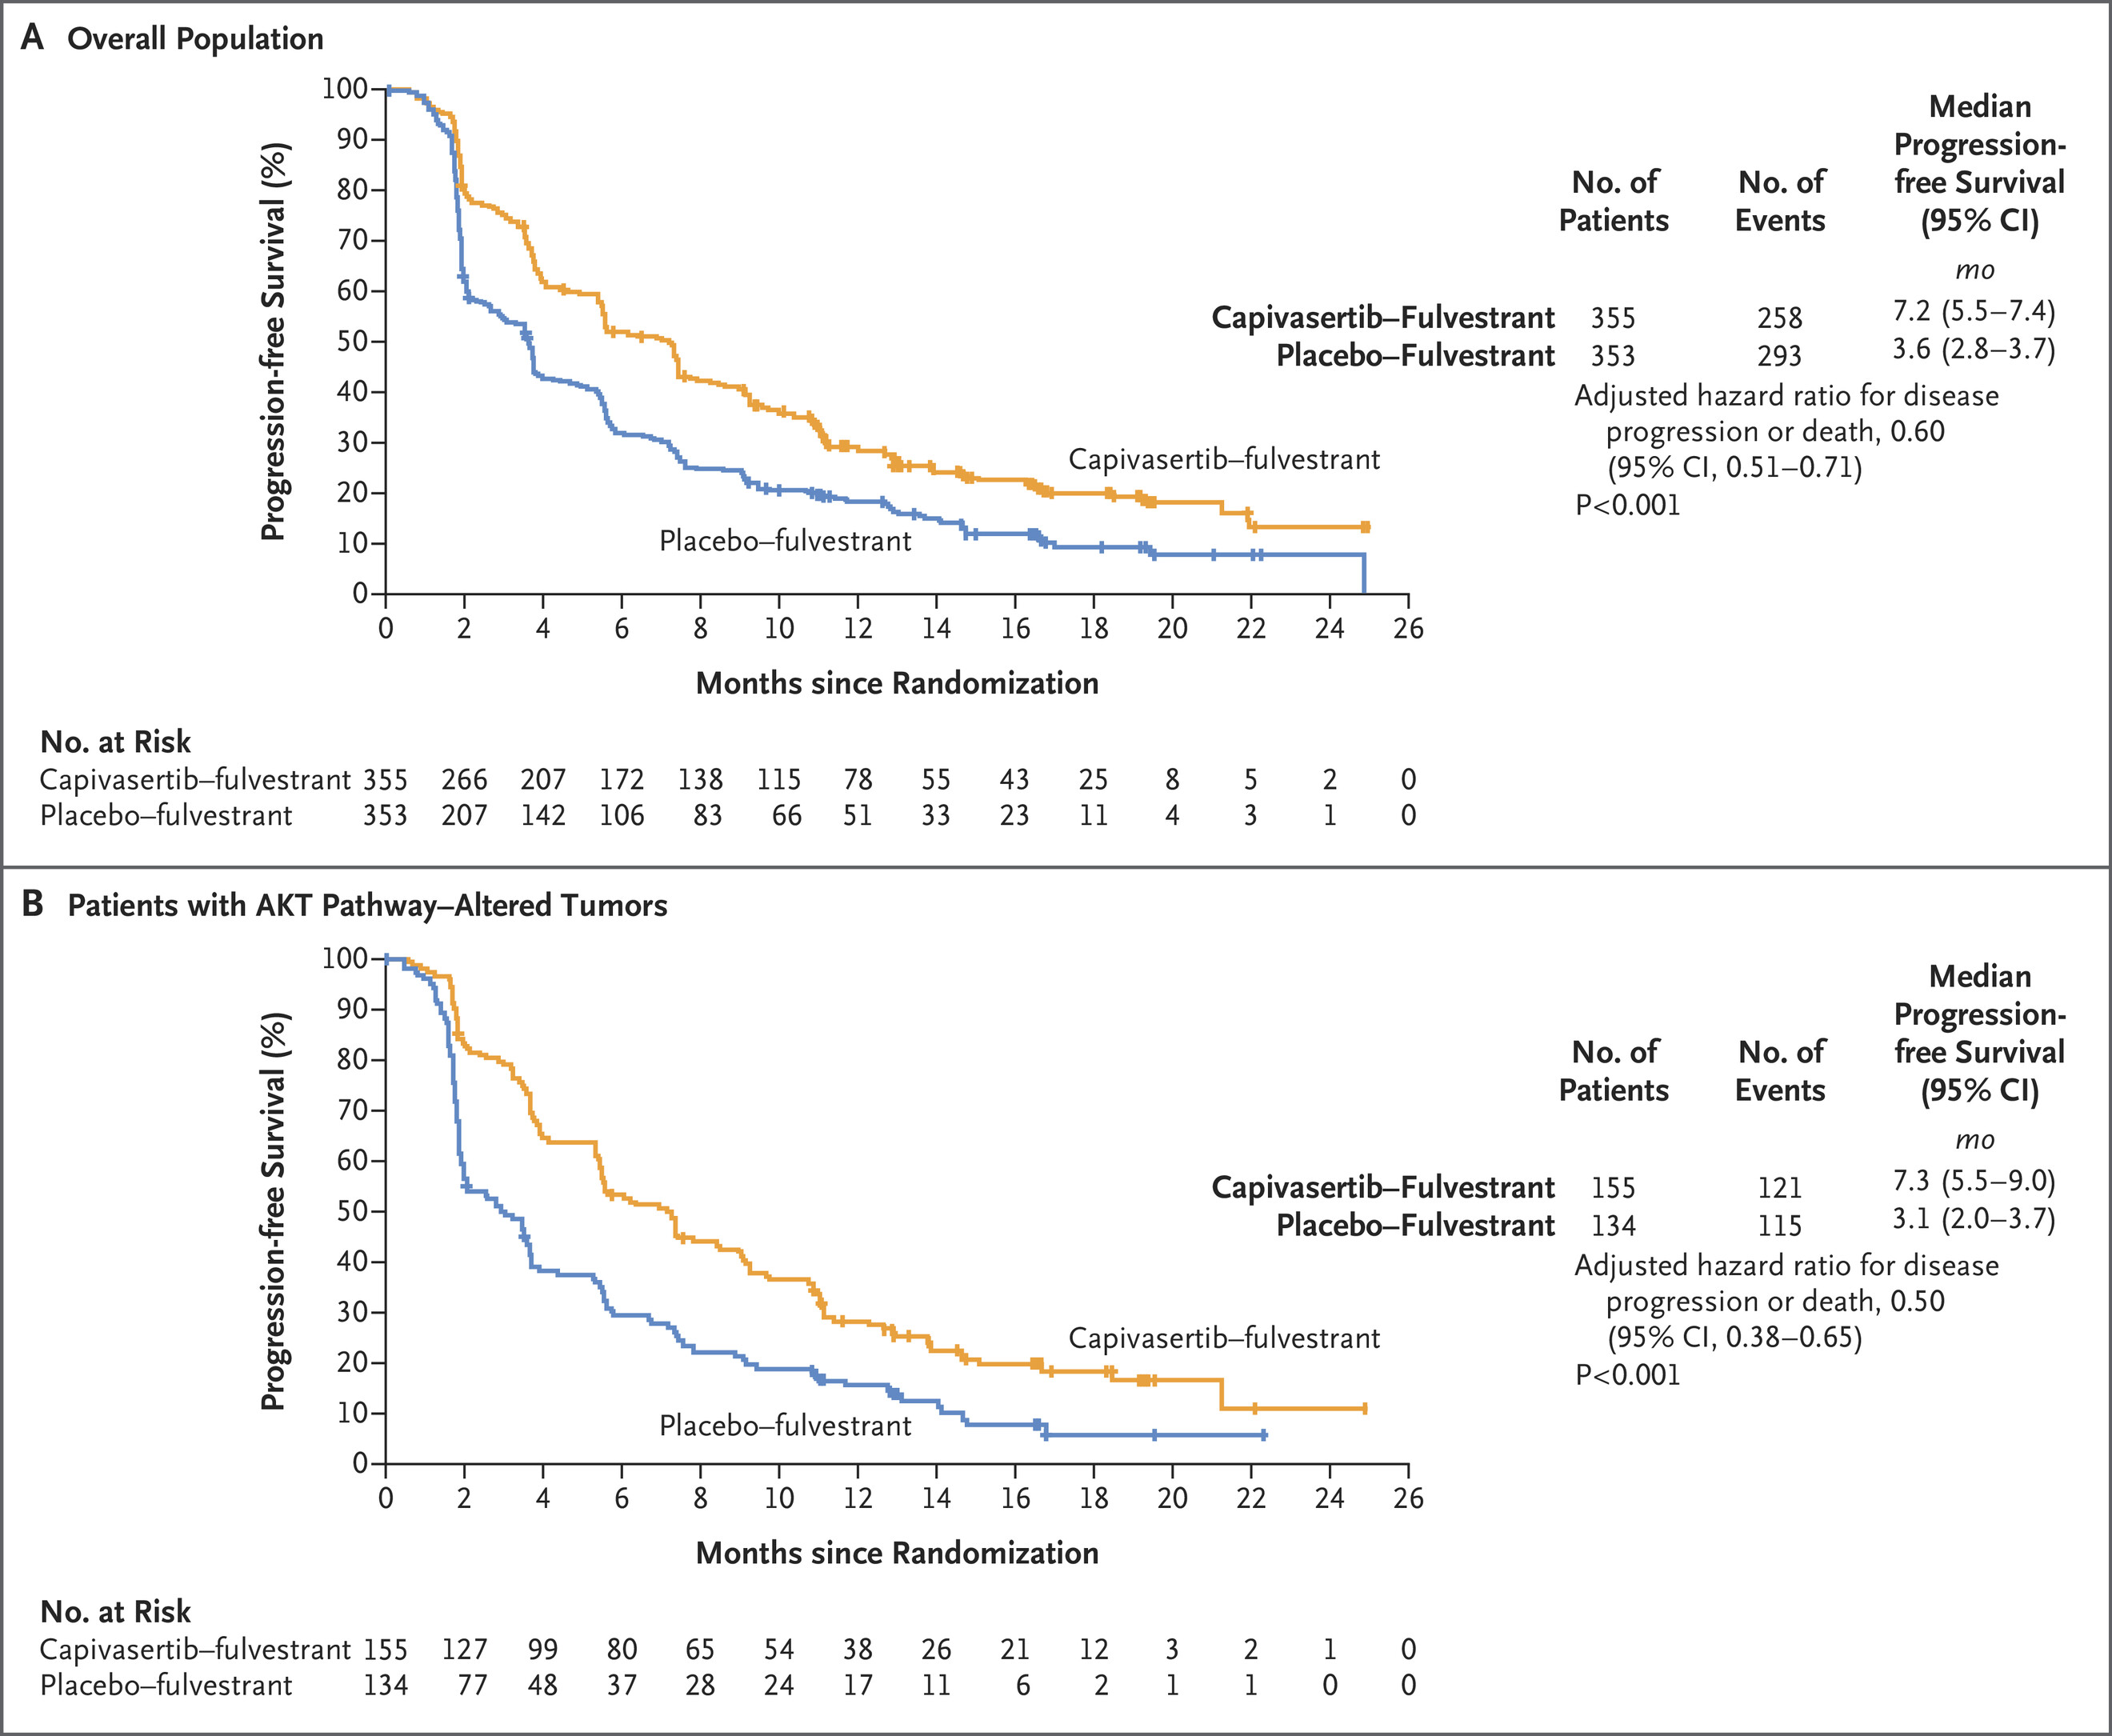 A Overall Population
100
90
80
70
60
50
40
30
20
10
0
Progression-free Survival (%)
0 2 4 6 8 10 12 14 16 18 20 22 24 26
Months since Randomization
Capivasertib–fulvestrant
Placebo–fulvestrant
No. of Patients
No. of Events
Median Progression-free Survival (95% CI)
mo
Capivasertib–Fulvestrant 355 258 7.2 (5.5–7.4)
Placebo–Fulvestrant 353 293 3.6 (2.8–3.7)
Adjusted hazard ratio for disease
progression or death, 0.60
(95% CI, 0.51–0.71)
P<0.001
No. at Risk
Capivasertib–fulvestrant 355 266 207 172 138 115 78 55 43 25 8 5 2 0
Placebo–fulvestrant 353 207 142 106 83 66 51 33 23 11 4 3 1 0
B Patients with AKT Pathway–Altered Tumors
100
90
80
70
60
50
40
30
20
10
0
Progression-free Survival (%)
0 2 4 6 8 10 12 14 16 18 20 22 24 26
Months since Randomization
Capivasertib–fulvestrant
Placebo–fulvestrant
No. of Patients
No. of Events
Median Progression-free Survival (95% CI)
mo
Capivasertib–Fulvestrant 155 121 7.3 (5.5–9.0)
Placebo–Fulvestrant 134 115 3.1 (2.0–3.7)
Adjusted hazard ratio for disease
progression or death, 0.50
(95% CI, 0.38–0.65)
P<0.001
No. at Risk
Capivasertib–fulvestrant 155 127 99 80 65 54 38 26 21 12 3 2 1 0
Placebo–fulvestrant 134 77 48 37 28 24 17 11 6 2 1 1 0 0